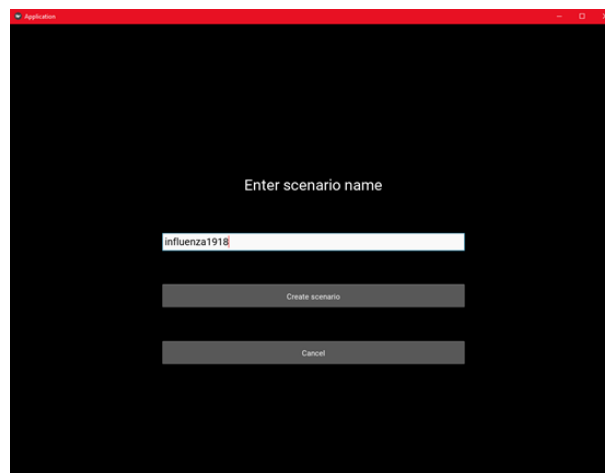 Application
Enter scenario name
influenza1918
Create scenario
Cancel